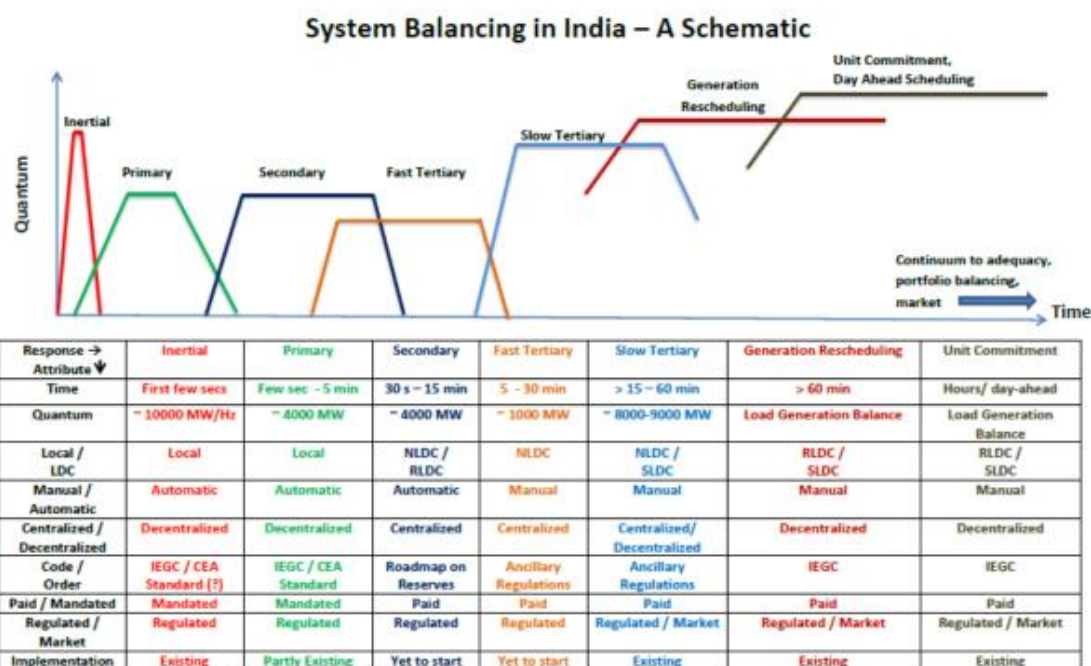 System Balancing in India – A Schematic
Unit Commitment,
Day Ahead Scheduling
Generation
Rescheduling
Inertial
Slow Tertiary
Primary
Secondary
Fast Tertiary
Quantum
Continuum to adequacy,
portfolio balancing,
market
Time
Response → Inertial Primary Secondary Fast Tertiary Slow Tertiary Generation Rescheduling Unit Commitment
Attribute
Time First few secs Few sec - 5 min 30 s – 15 min 5 - 30 min > 15 – 60 min > 60 min Hours/ day-ahead
Quantum ~ 10000 MW/Hz ~ 4000 MW ~ 4000 MW ~ 1000 MW ~ 8000-9000 MW Load Generation Balance Load Generation
Balance
Local / Local Local NLDC / NLDC NLDC / RLDC / RLDC /
LDC RLDC SLDC SLDC SLDC
Manual / Automatic Automatic Automatic Manual Manual Manual Manual
Automatic
Centralized / Decentralized Decentralized Centralized Centralized Centralized/ Decentralized Decentralized
Decentralized Decentralized
Code / IEGC / CEA IEGC / CEA Roadmap on Ancillary Ancillary IEGC IEGC
Order Standard (?) Standard Reserves Regulations Regulations
Paid / Mandated Mandated Mandated Paid Paid Paid Paid Paid
Regulated / Regulated Regulated Regulated Regulated Regulated / Market Regulated / Market Regulated / Market
Market
Implementation Existing Partly Existing Yet to start Yet to start Existing Existing Existing